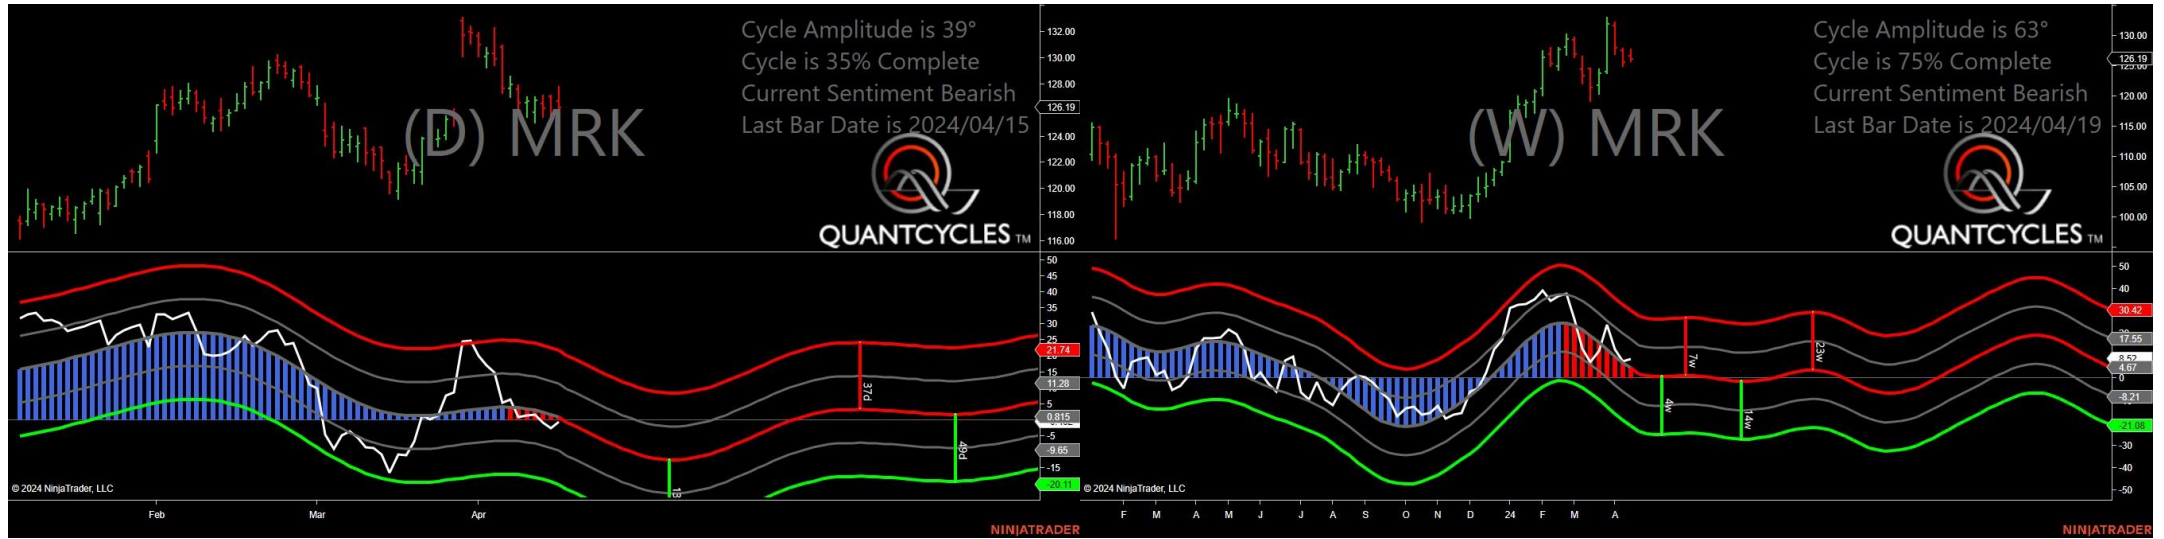 Cycle Amplitude is 39°
Cycle is 35% Complete
Current Sentiment Bearish
Last Bar Date is 2024/04/15
(D) MRK
QUANTCYCLES TM
132.00
130.00
128.00
126.19
124.00
122.00
120.00
118.00
116.00
50
45
40
35
30
25
21.74
15
11.28
5
0.815
-5
-9.65
-15
-20.11
37d
49d
© 2024 NinjaTrader, LLC
Feb Mar Apr
NINJATRADER
Cycle Amplitude is 63°
Cycle is 75% Complete
Current Sentiment Bearish
Last Bar Date is 2024/04/19
(W) MRK
QUANTCYCLES TM
130.00
126.19
125.00
120.00
115.00
110.00
105.00
100.00
50
40
30.42
20
17.55
8.52
4.67
0
-8.21
-21.08
-30
-40
-50
7w
23w
4w
14w
© 2024 NinjaTrader, LLC
F M A M J J A S O N D 24 F M A
NINJATRADER